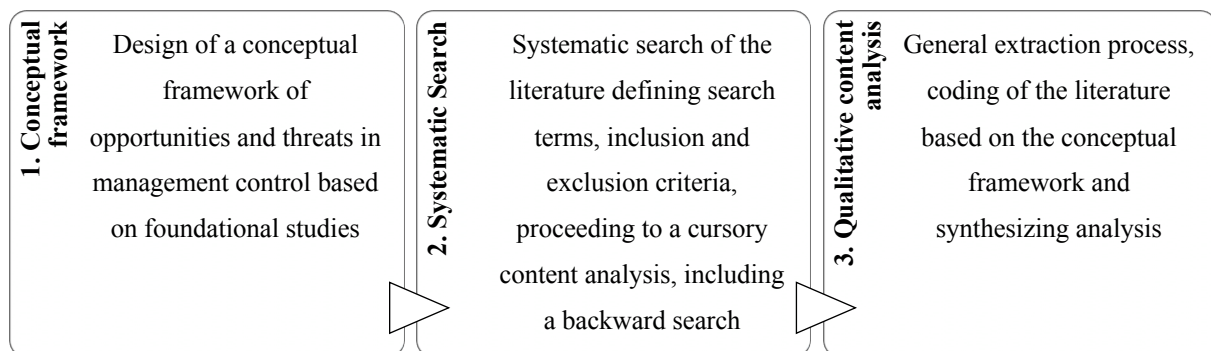 1. Conceptual
framework
Design of a conceptual
framework of
opportunities and threats in
management control based
on foundational studies
2. Systematic Search
Systematic search of the
literature defining search
terms, inclusion and
exclusion criteria,
proceeding to a cursory
content analysis, including
a backward search
3. Qualitative content
analysis
General extraction process,
coding of the literature
based on the conceptual
framework and
synthesizing analysis